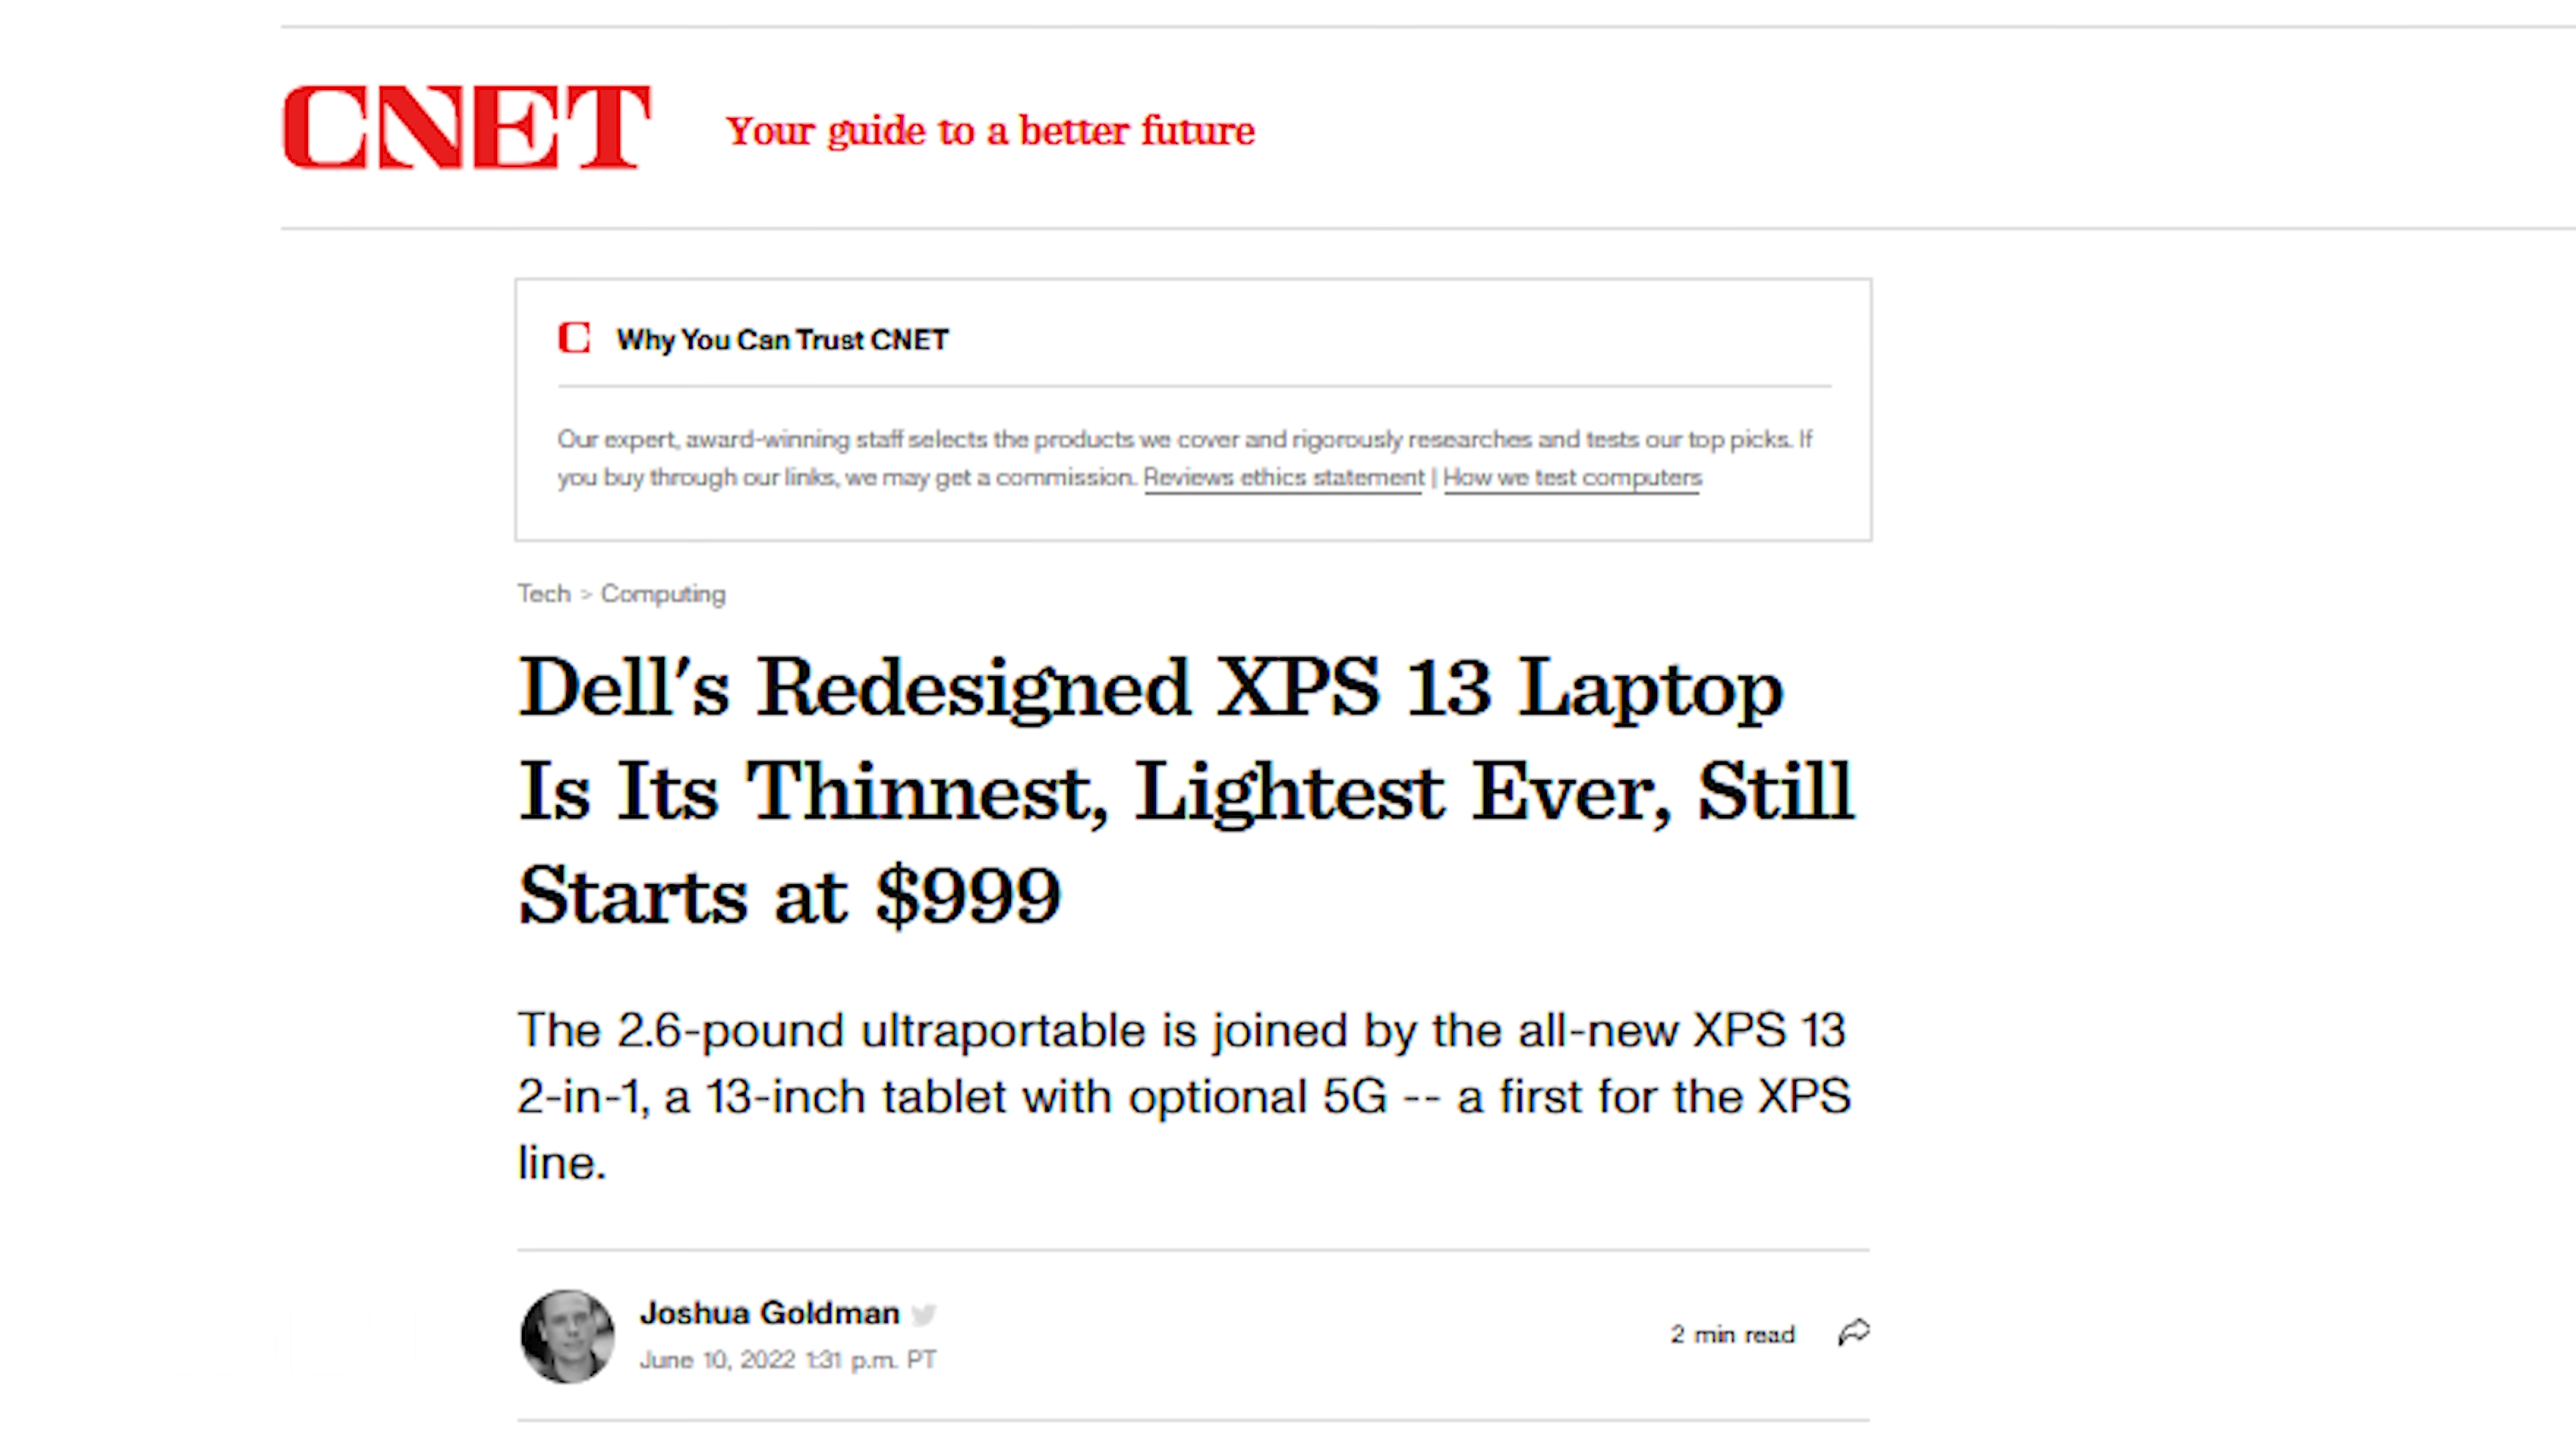 CNET
Your guide to a better future
C Why You Can Trust CNET
Our expert, award-winning staff selects the products we cover and rigorously researches and tests our top picks. If
you buy through our links, we may get a commission. Reviews ethics statement | How we test computers
Tech > Computing
Dell's Redesigned XPS 13 Laptop
Is Its Thinnest, Lightest Ever, Still
Starts at $999
The 2.6-pound ultraportable is joined by the all-new XPS 13
2-in-1, a 13-inch tablet with optional 5G -- a first for the XPS
line.
Joshua Goldman
June 10, 2022 1:31 p.m. PT
2 min read